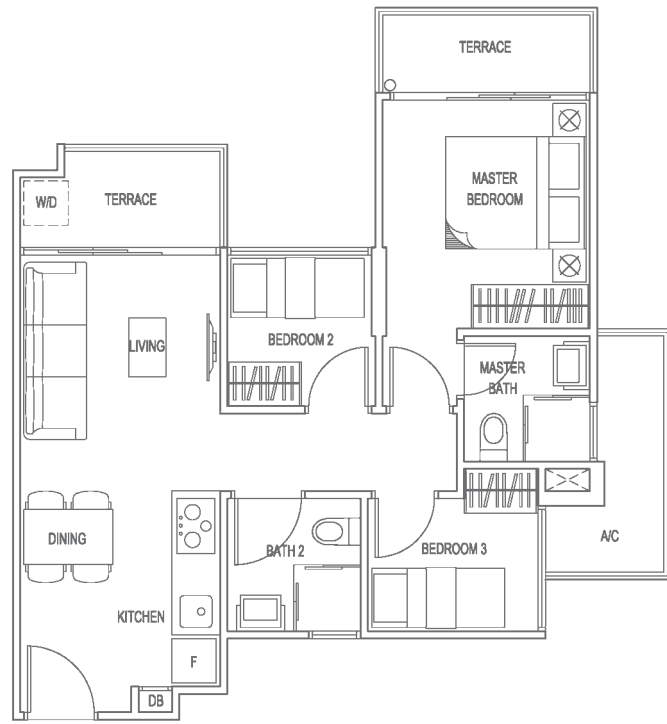 TERRACE
MASTER
BEDROOM
W/D
TERRACE
LIVING
BEDROOM 2
MASTER
BATH
DINING
BATH 2
BEDROOM 3
A/C
KITCHEN
F
DB